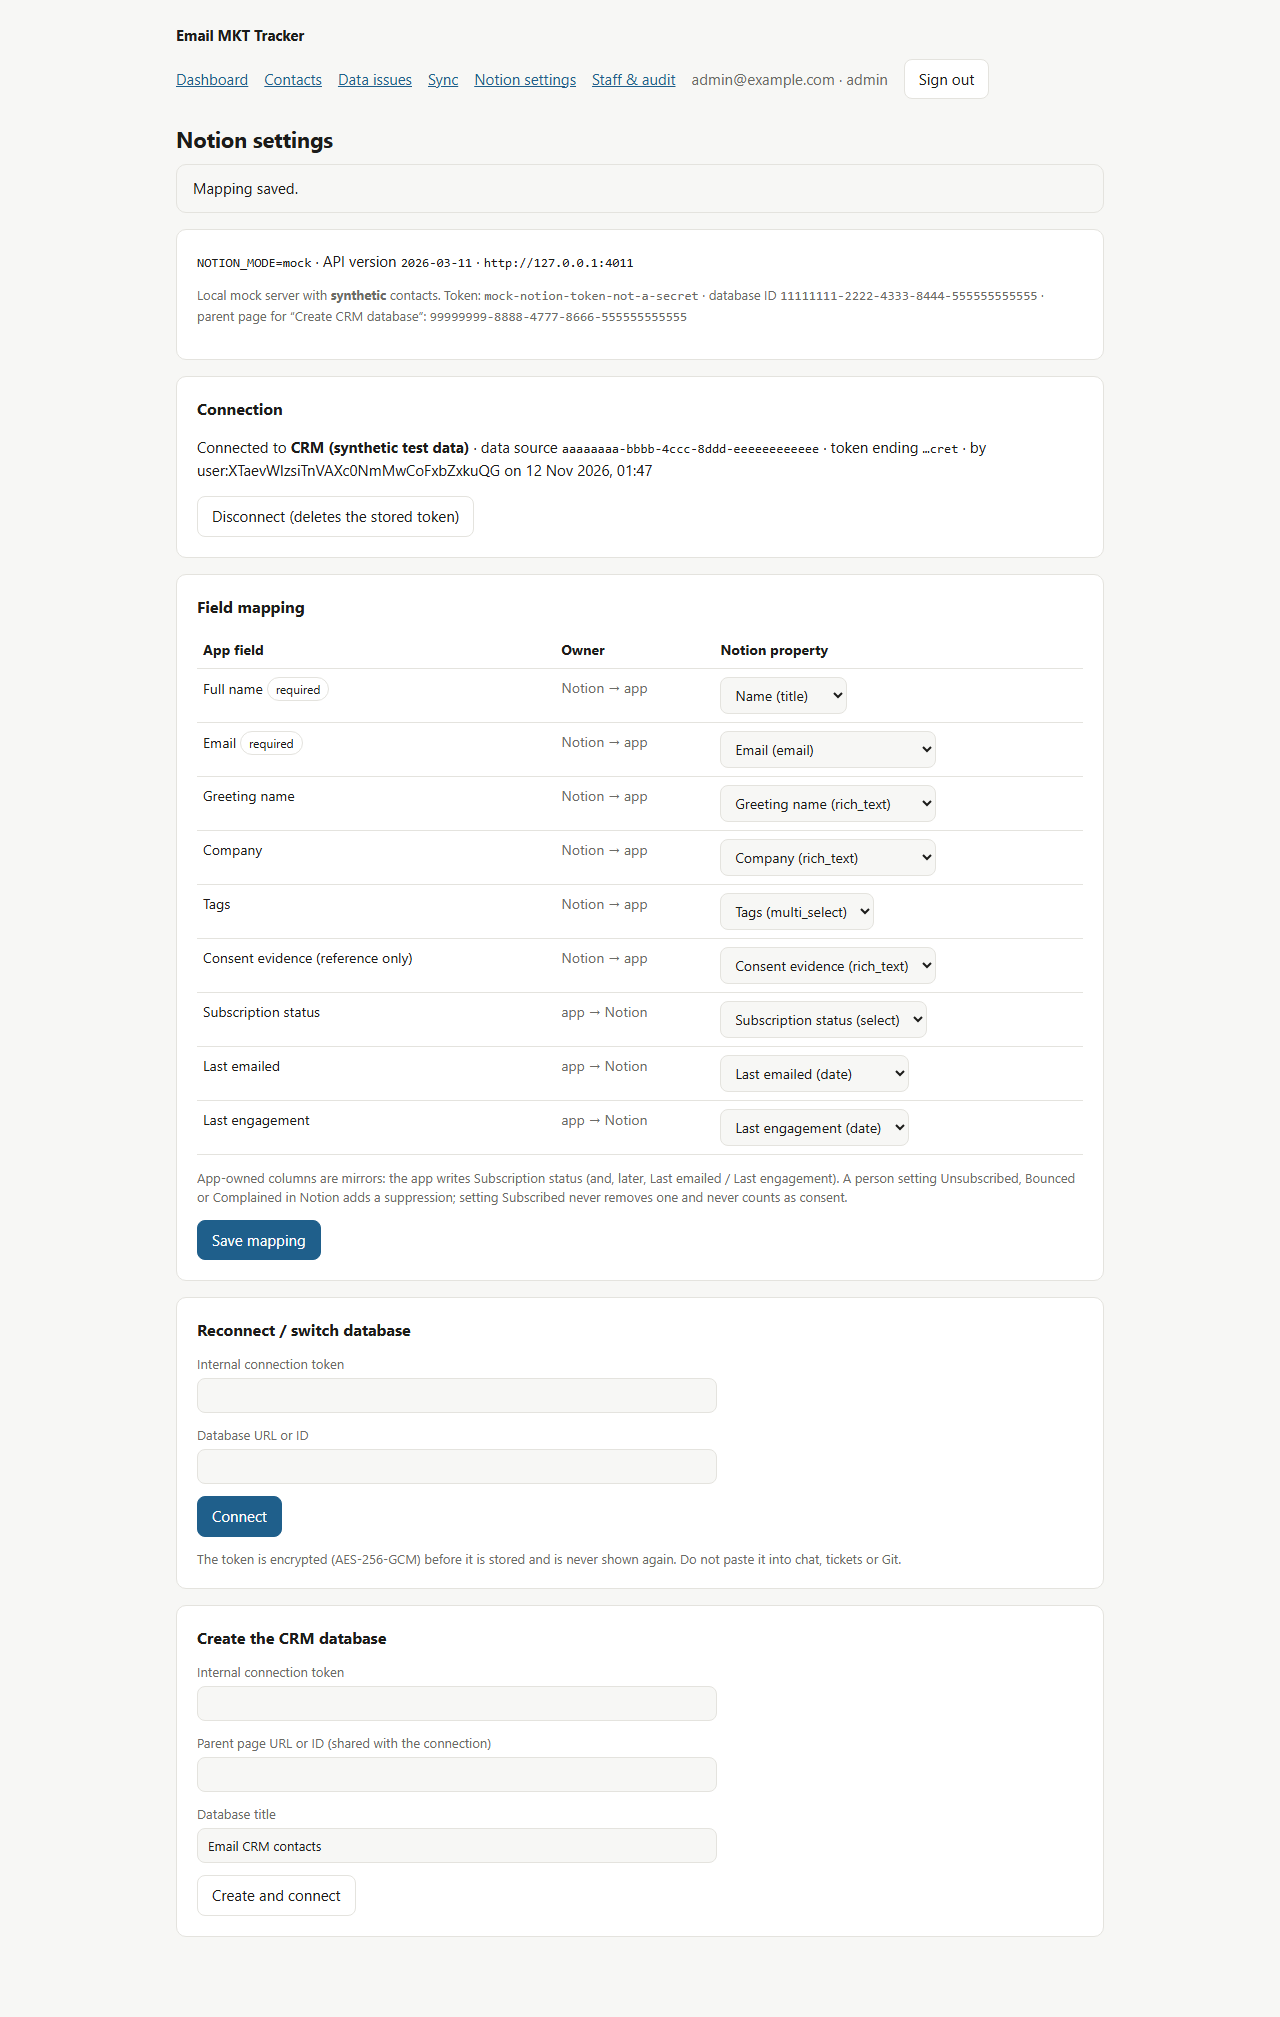 Email MKT Tracker
Dashboard Contacts Data issues Sync Notion settings Staff & audit admin@example.com · admin Sign out
Notion settings
Mapping saved.
NOTION_MODE=mock · API version 2026-03-11 · http://127.0.0.1:4011
Local mock server with synthetic contacts. Token: mock-notion-token-not-a-secret · database ID 11111111-2222-4333-8444-555555555555 ·
parent page for “Create CRM database”: 99999999-8888-4777-8666-555555555555
Connection
Connected to CRM (synthetic test data) · data source aaaaaaaa-bbbb-4ccc-8ddd-eeeeeeeeeeee · token ending …cret · by
user:XTaevWIzsiTnVAXc0NmMwCoFxbZxkuQG on 12 Nov 2026, 01:47
Disconnect (deletes the stored token)
Field mapping
App field Owner Notion property
Full name required Notion → app Name (title)
Email required Notion → app Email (email)
Greeting name Notion → app Greeting name (rich_text)
Company Notion → app Company (rich_text)
Tags Notion → app Tags (multi_select)
Consent evidence (reference only) Notion → app Consent evidence (rich_text)
Subscription status app → Notion Subscription status (select)
Last emailed app → Notion Last emailed (date)
Last engagement app → Notion Last engagement (date)
App-owned columns are mirrors: the app writes Subscription status (and, later, Last emailed / Last engagement). A person setting Unsubscribed, Bounced
or Complained in Notion adds a suppression; setting Subscribed never removes one and never counts as consent.
Save mapping
Reconnect / switch database
Internal connection token
Database URL or ID
Connect
The token is encrypted (AES-256-GCM) before it is stored and is never shown again. Do not paste it into chat, tickets or Git.
Create the CRM database
Internal connection token
Parent page URL or ID (shared with the connection)
Database title
Email CRM contacts
Create and connect